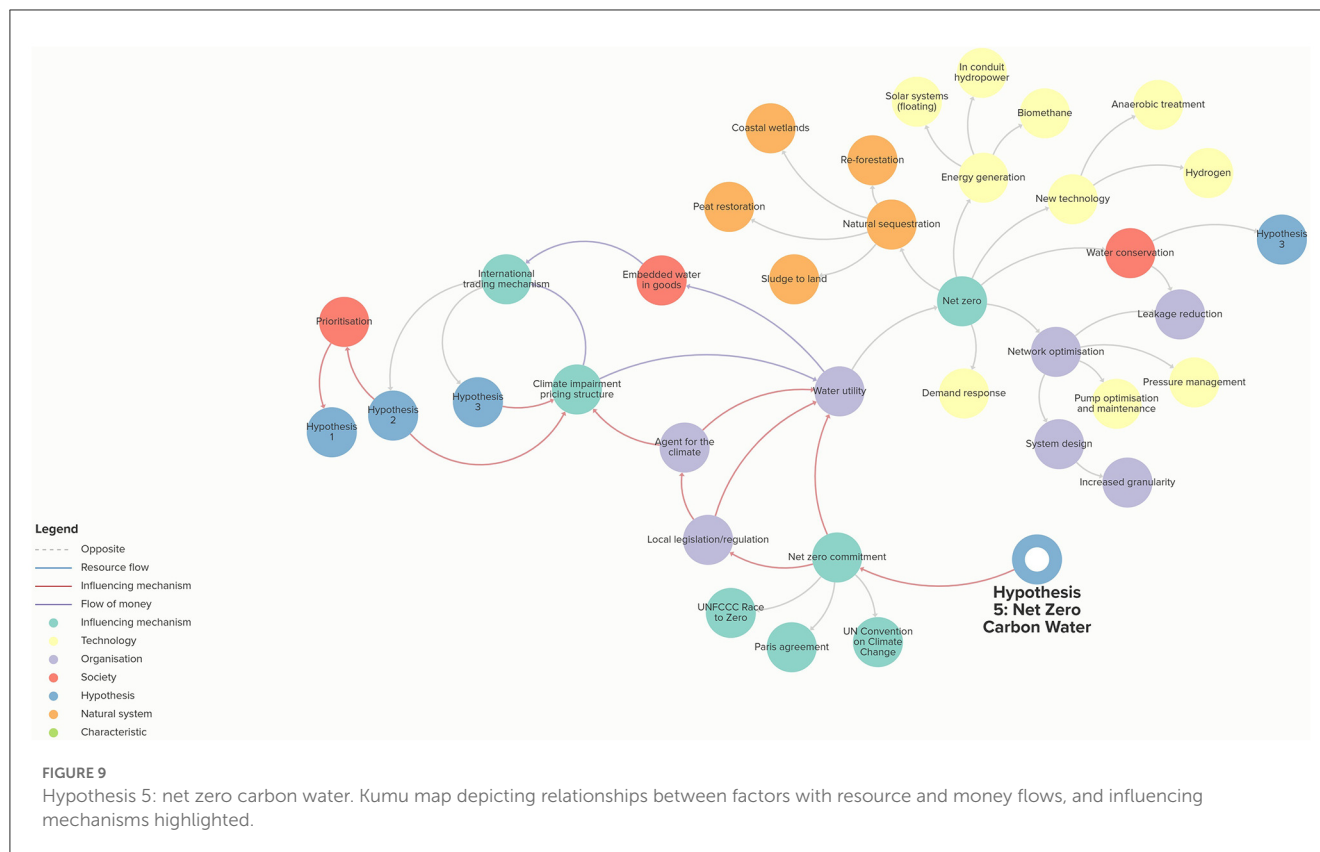 In conduit
hydropower
Solar systems
(floating)
Biomethane
Anaerobic treatment
Coastal wetlands
Re-forestation
Energy generation
Hydrogen
New technology
Peat restoration
Natural sequestration
Hypothesis
3
Water conservation
International
trading mechanism
Embedded water
in goods
Sludge to land
Net zero
Leakage reduction
Prioritisation
Network optimisation
Pressure management
Climate impairment
pricing structure
Water utility
Demand response
Pump optimisation
and maintenance
Hypothesis
3
Hypothesis
2
Hypothesis
1
Agent for the
climate
System design
Increased granularity
Local legislation/regulation
Net zero commitment
Hypothesis
5: Net Zero
Carbon Water
UNFCCC Race
to Zero
Paris agreement
UN Convention
on Climate
Change
Legend
Opposite
Resource flow
Influencing mechanism
Flow of money
Influencing mechanism
Technology
Organisation
Society
Hypothesis
Natural system
Characteristic
FIGURE 9
Hypothesis 5: net zero carbon water. Kumu map depicting relationships between factors with resource and money flows, and influencing
mechanisms highlighted.